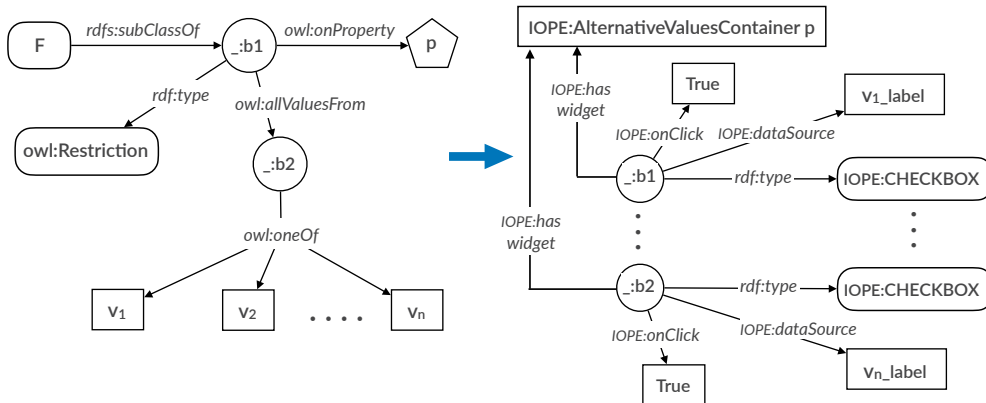 F
rdfs:subClassOf
_:b1
owl:onProperty
p
rdf:type
owl:allValuesFrom
owl:Restriction
_:b2
owl:oneOf
v1
v2
. . . .
vn
IOPE:AlternativeValuesContainer p
IOPE:has
widget
True
v1_label
IOPE:onClick
IOPE:dataSource
_:b1
rdf:type
IOPE:CHECKBOX
IOPE:has
widget
_:b2
rdf:type
IOPE:CHECKBOX
IOPE:onClick
IOPE:dataSource
True
vn_label